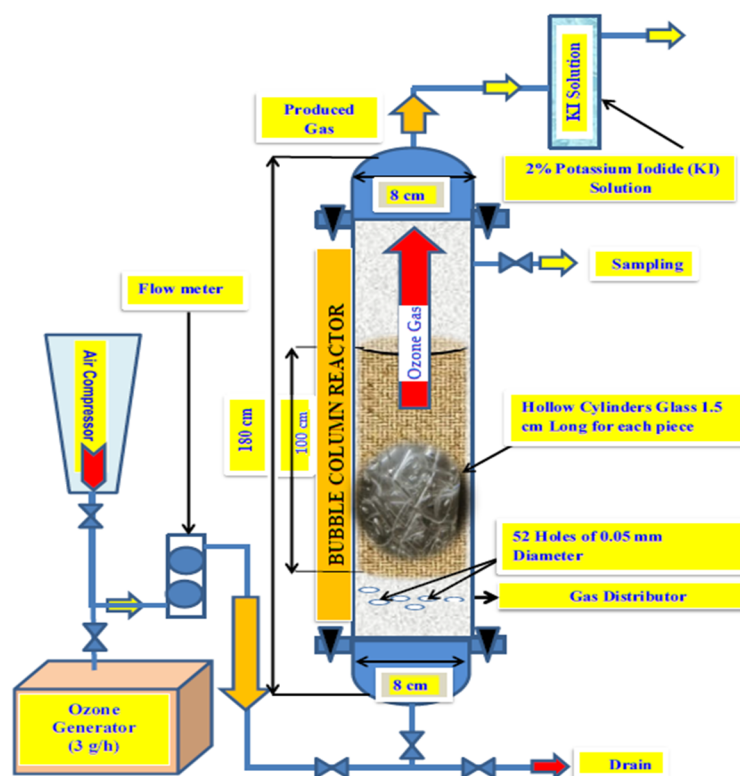 Produced
Gas
KI Solution
2% Potassium Iodide (KI)
Solution
8 cm
Sampling
Flow meter
Air Compressor
BUBBLE COLUMN REACTOR
Ozone Gas
180 cm
100 cm
Hollow Cylinders Glass 1.5
cm Long for each piece
52 Holes of 0.05 mm
Diameter
Gas Distributor
8 cm
Ozone
Generator
(3 g/h)
Drain